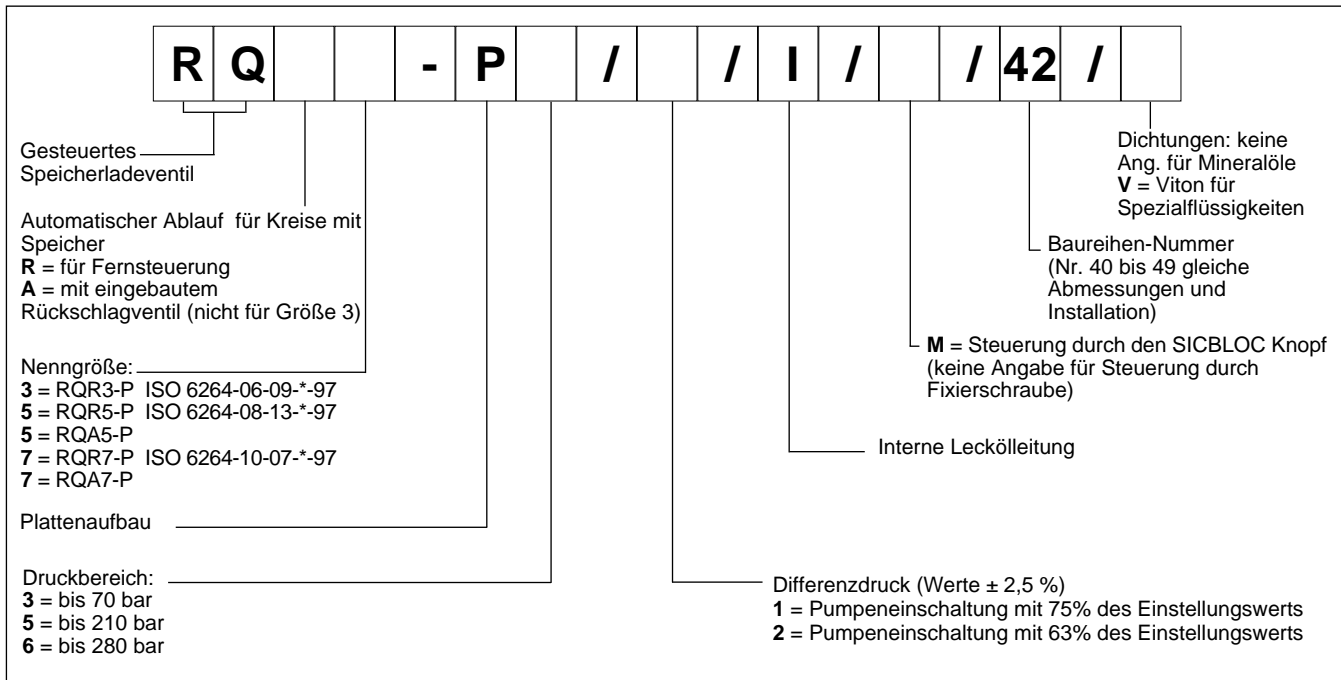 R Q - P / / I / / 42 /
Gesteuertes
Speicherladeventil
Automatischer Ablauf für Kreise mit
Speicher
R = für Fernsteuerung
A = mit eingebautem
Rückschlagventil (nicht für Größe 3)
Nenngröße:
3 = RQR3-P ISO 6264-06-09-*-97
5 = RQR5-P ISO 6264-08-13-*-97
5 = RQA5-P
7 = RQR7-P ISO 6264-10-07-*-97
7 = RQA7-P
Plattenaufbau
Druckbereich:
3 = bis 70 bar
5 = bis 210 bar
6 = bis 280 bar
Dichtungen: keine
Ang. für Mineralöle
V = Viton für
Spezialflüssigkeiten
Baureihen-Nummer
(Nr. 40 bis 49 gleiche
Abmessungen und
Installation)
M = Steuerung durch den SICBLOC Knopf
(keine Angabe für Steuerung durch
Fixierschraube)
Interne Leckölleitung
Differenzdruck (Werte ± 2,5 %)
1 = Pumpeneinschaltung mit 75% des Einstellungswerts
2 = Pumpeneinschaltung mit 63% des Einstellungswerts